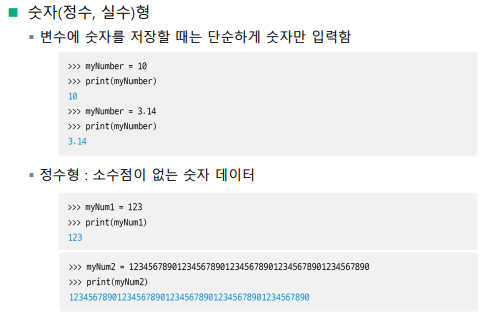 숫자(정수, 실수)형
변수에 숫자를 저장할 때는 단순하게 숫자만 입력함
>>> myNumber = 10
>>> print(myNumber)
10
>>> myNumber = 3.14
>>> print(myNumber)
3.14
정수형 : 소수점이 없는 숫자 데이터
>>> myNum1 = 123
>>> print(myNum1)
123
>>> myNum2 = 12345678901234567890123456789012345678901234567890
>>> print(myNum2)
12345678901234567890123456789012345678901234567890